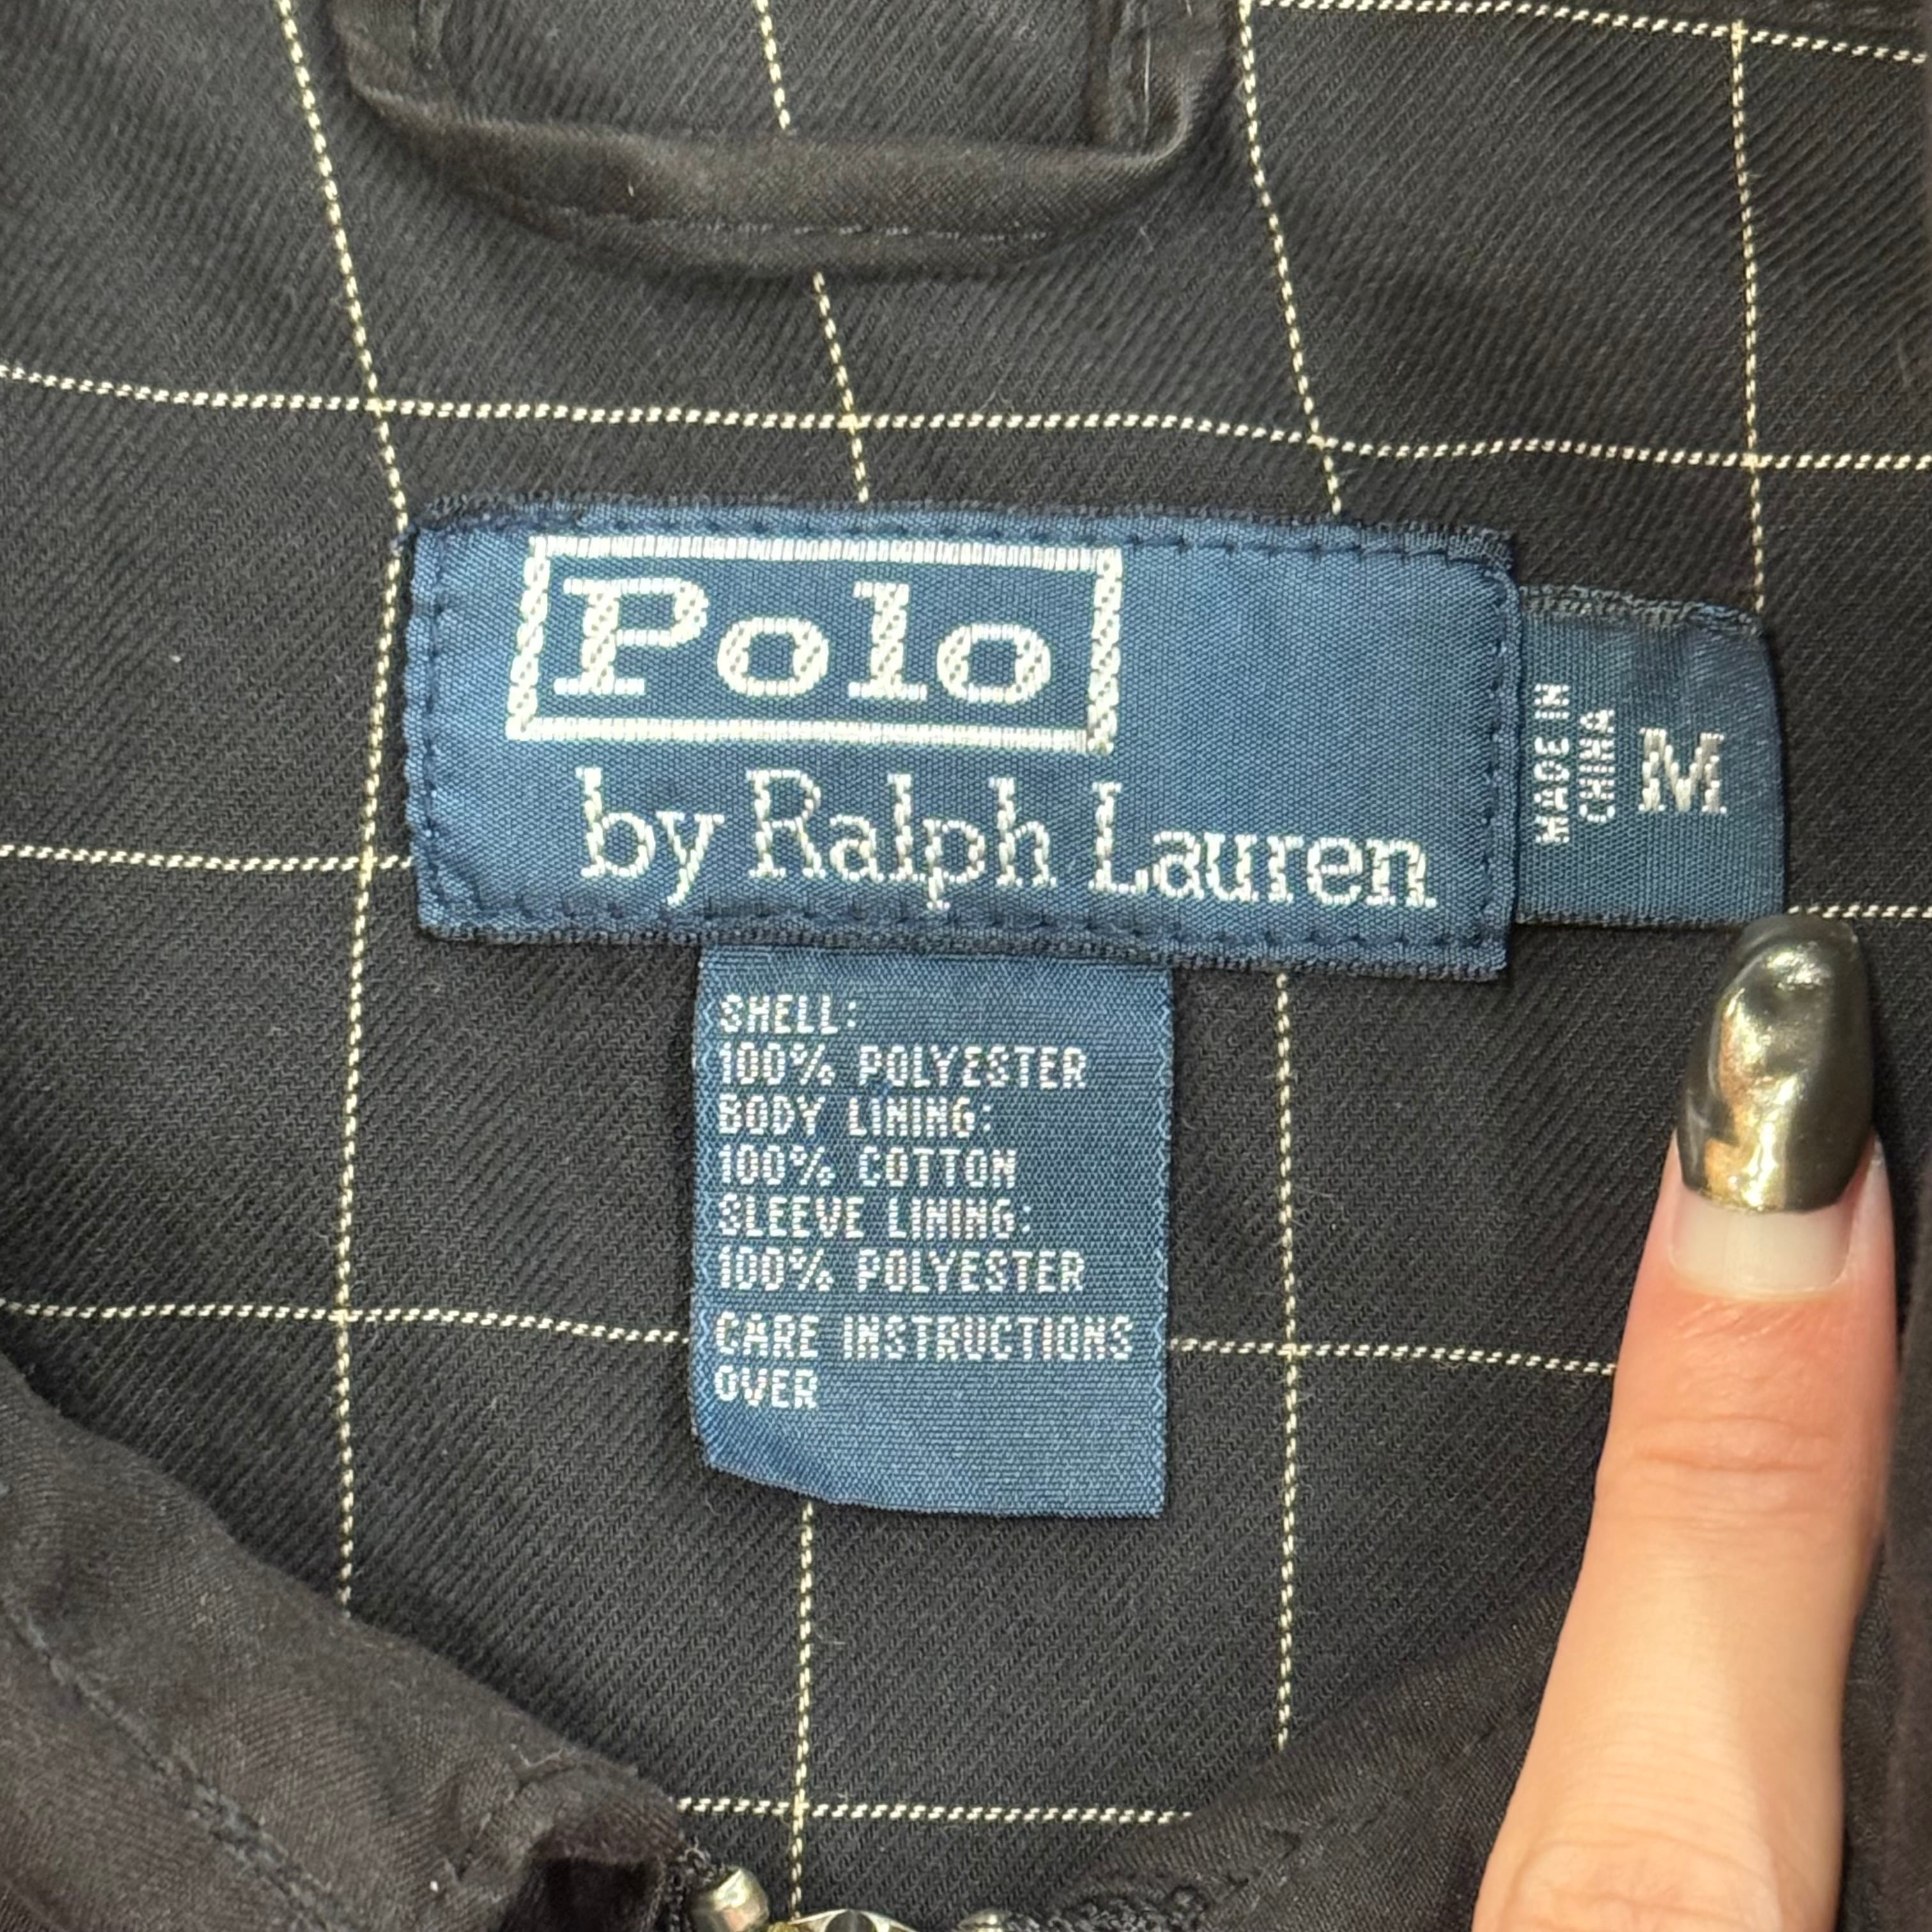 Polo
by Ralph Lauren
MADE IN
CHINA
M
SHELL:
100% POLYESTER
BODY LINING:
100% COTTON
SLEEVE LINING:
100% POLYESTER
CARE INSTRUCTIONS
OVER